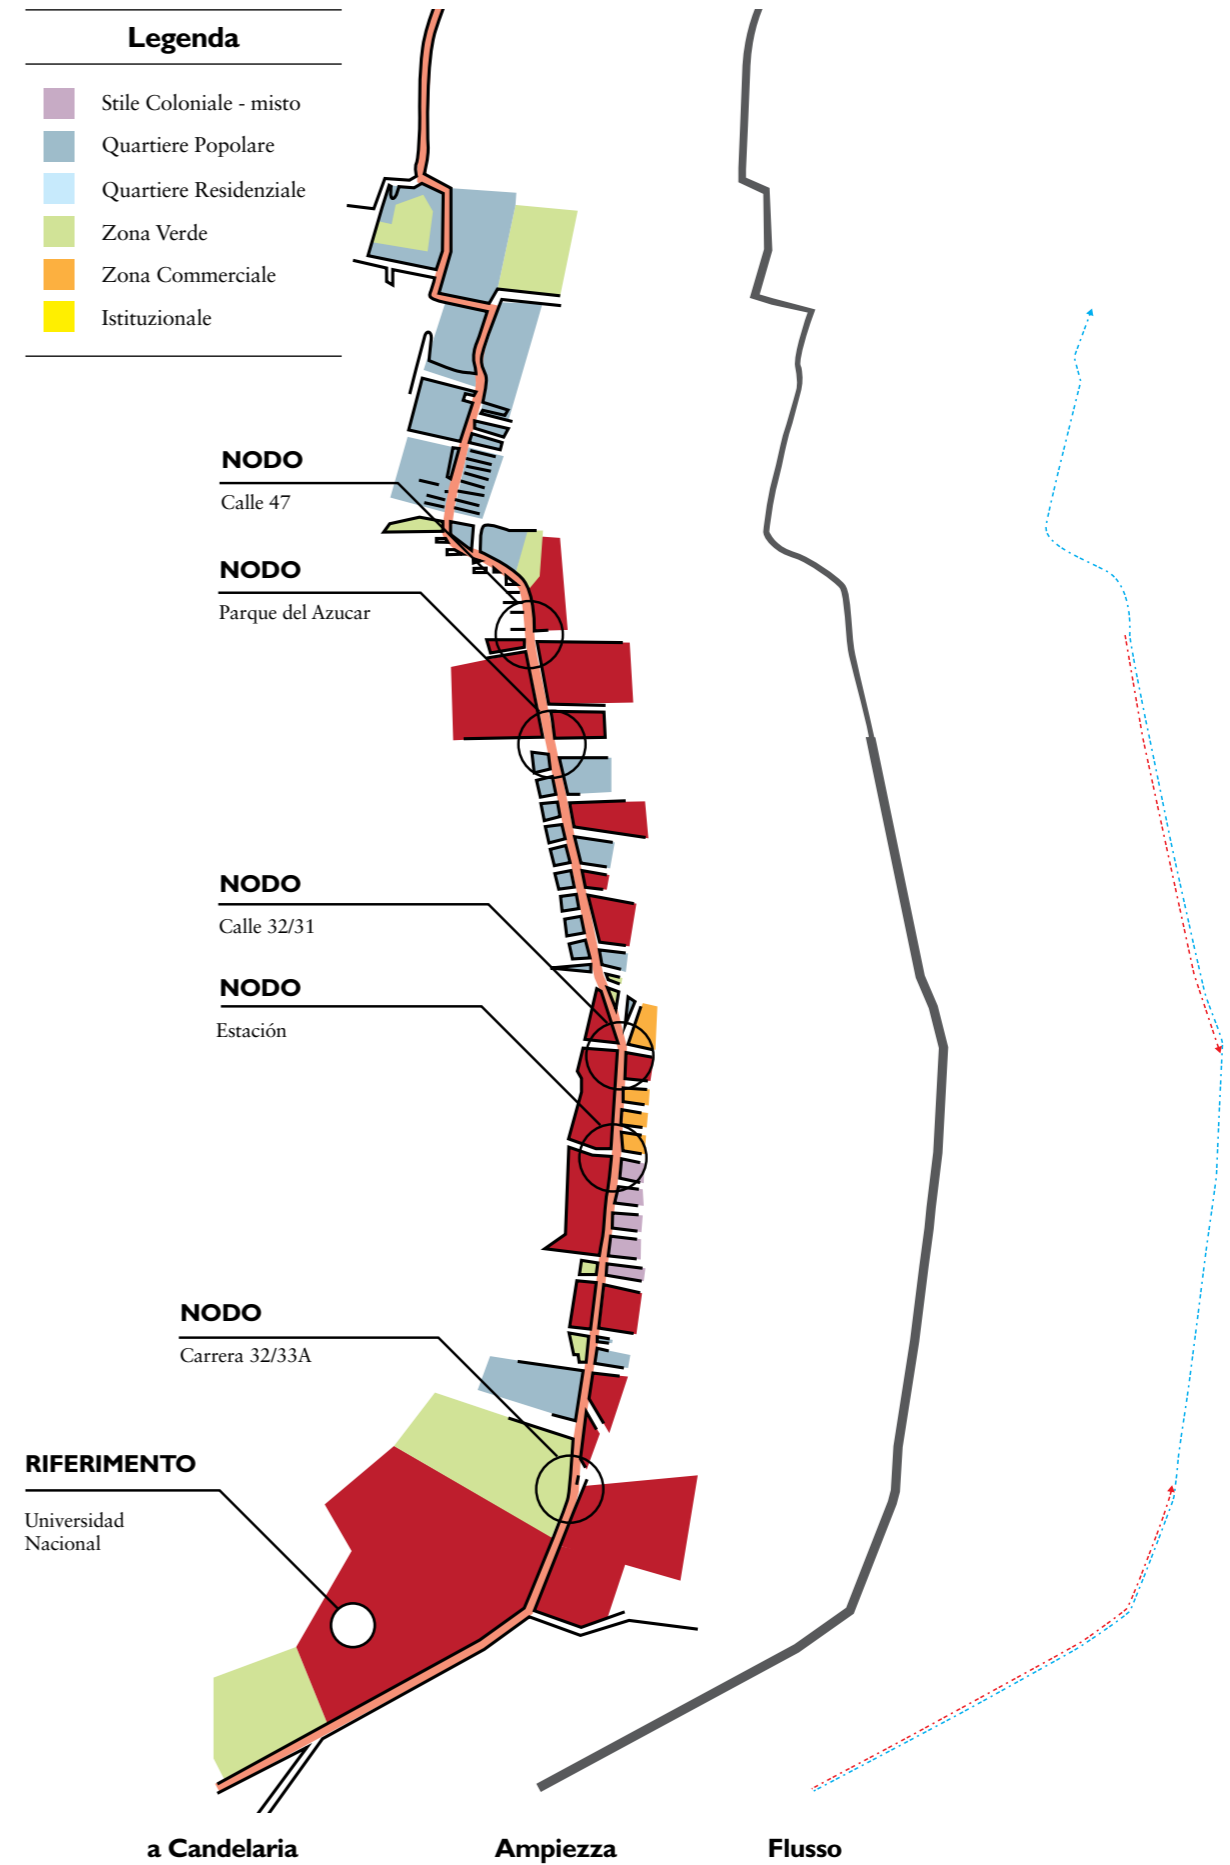 Legenda
Stile Coloniale - misto
Quartiere Popolare
Quartiere Residenziale
Zona Verde
Zona Commerciale
Istituzionale
NODO
Calle 47
NODO
Parque del Azucar
NODO
Calle 32/31
NODO
Estación
NODO
Carrera 32/33A
RIFERIMENTO
Universidad
Nacional
a Candelaria
Ampiezza
Flusso